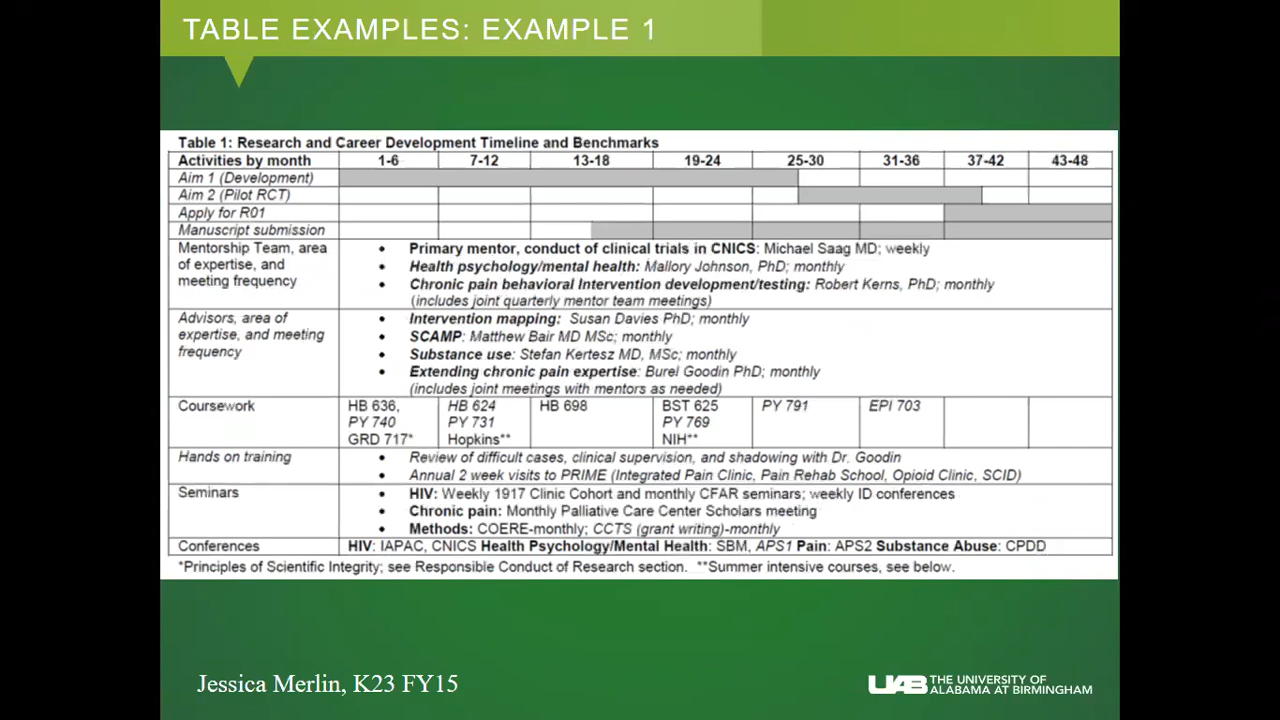 TABLE EXAMPLES: EXAMPLE 1
Table 1: Research and Career Development Timeline and Benchmarks
Activities by month 1-6 7-12 13-18 19-24 25-30 31-36 37-42 43-48
Aim 1 (Development)
Aim 2 (Pilot RCT)
Apply for R01
Manuscript submission
Mentorship Team, area of expertise, and meeting frequency
• Primary mentor, conduct of clinical trials in CNICS: Michael Saag MD; weekly
• Health psychology/mental health: Mallory Johnson, PhD; monthly
• Chronic pain behavioral Intervention development/testing: Robert Kerns, PhD; monthly
(includes joint quarterly mentor team meetings)
Advisors, area of expertise, and meeting frequency
• Intervention mapping: Susan Davies PhD; monthly
• SCAMP: Matthew Bair MD MSc; monthly
• Substance use: Stefan Kertesz MD, MSc; monthly
• Extending chronic pain expertise: Burel Goodin PhD; monthly
(includes joint meetings with mentors as needed)
Coursework HB 636, HB 624 HB 698 BST 625 PY 791 EPI 703
PY 740 PY 731 PY 769
GRD 717* Hopkins** NIH**
Hands on training
• Review of difficult cases, clinical supervision, and shadowing with Dr. Goodin
• Annual 2 week visits to PRIME (Integrated Pain Clinic, Pain Rehab School, Opioid Clinic, SCID)
Seminars
• HIV: Weekly 1917 Clinic Cohort and monthly CFAR seminars; weekly ID conferences
• Chronic pain: Monthly Palliative Care Center Scholars meeting
• Methods: COERE-monthly; CCTS (grant writing)-monthly
Conferences HIV: IAPAC, CNICS Health Psychology/Mental Health: SBM, APS1 Pain: APS2 Substance Abuse: CPDD
*Principles of Scientific Integrity; see Responsible Conduct of Research section. **Summer intensive courses, see below.
Jessica Merlin, K23 FY15
UAB THE UNIVERSITY OF
ALABAMA AT BIRMINGHAM